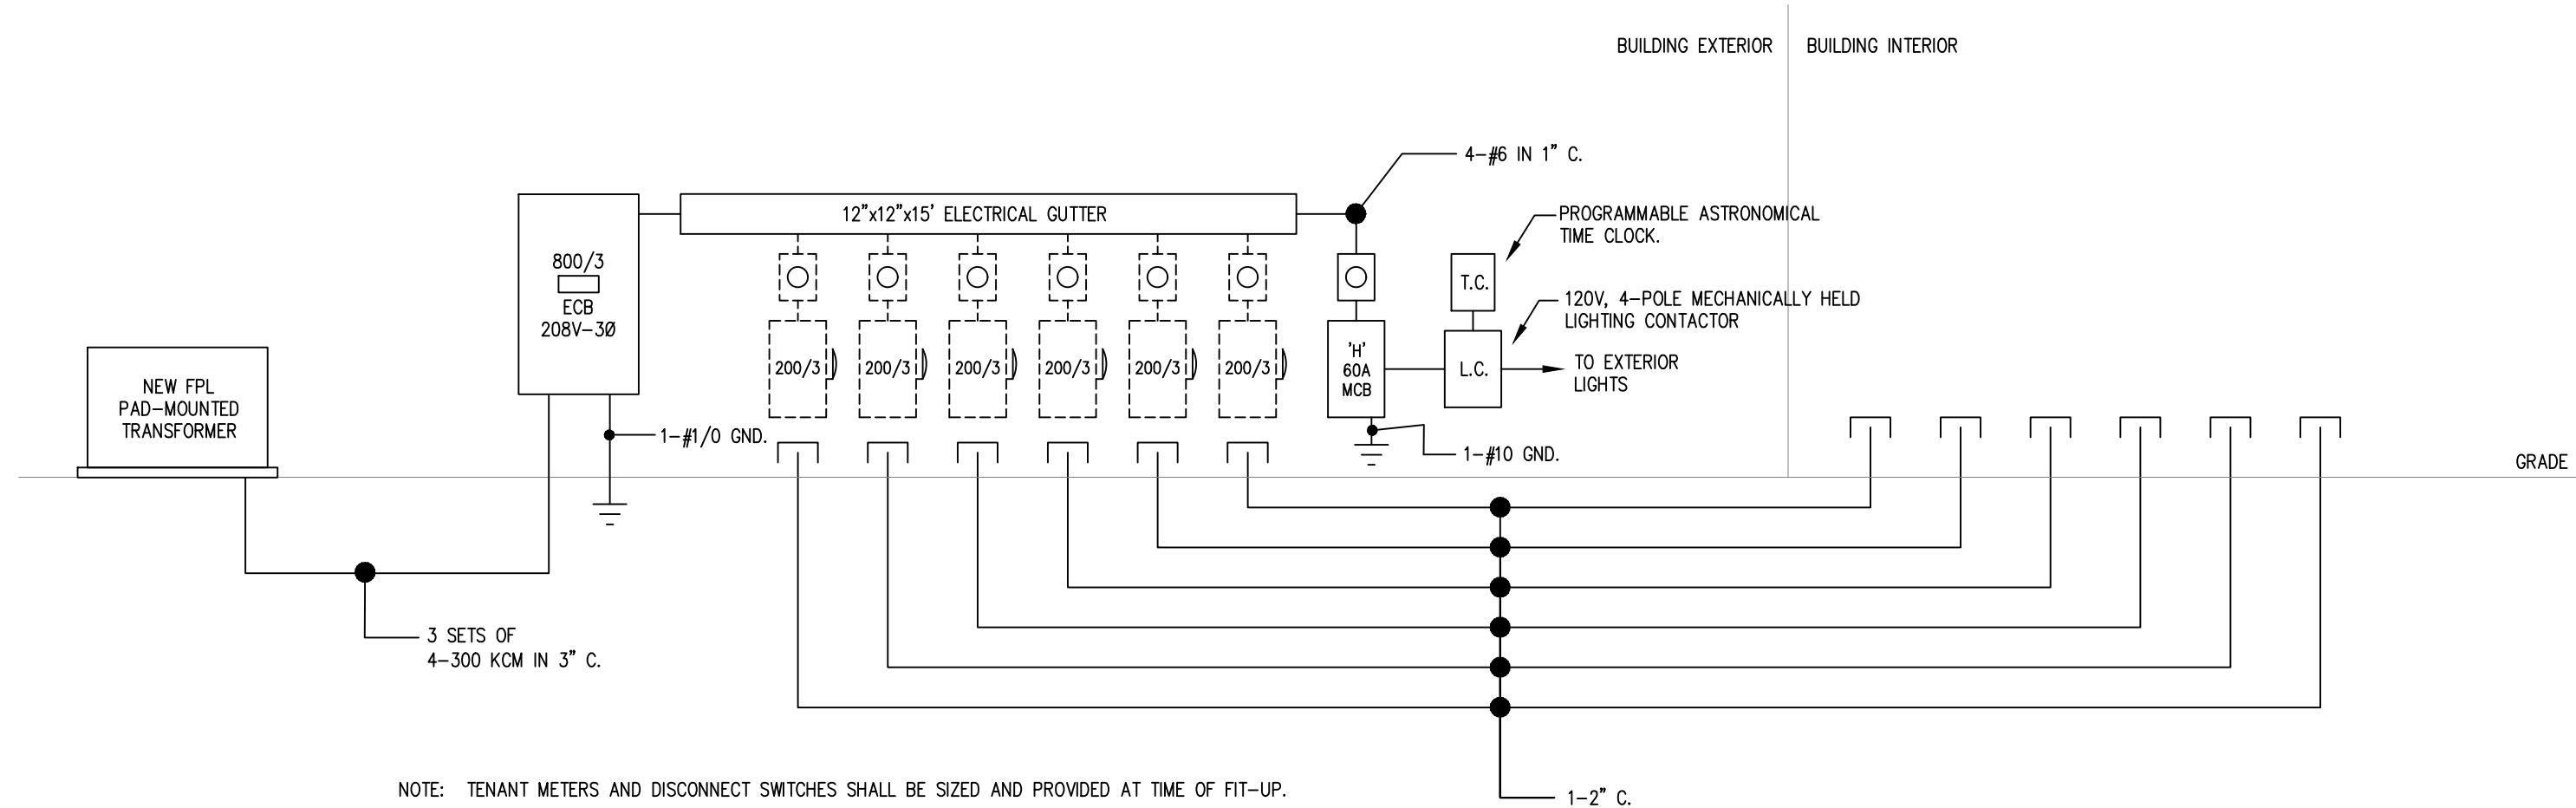 BUILDING EXTERIOR
BUILDING INTERIOR
4-#6 IN 1" C.
12"x12"x15' ELECTRICAL GUTTER
PROGRAMMABLE ASTRONOMICAL
TIME CLOCK.
800/3
ECB
208V-3Ø
T.C.
120V, 4-POLE MECHANICALLY HELD
LIGHTING CONTACTOR
200/3
200/3
200/3
200/3
200/3
200/3
'H'
60A
MCB
L.C.
TO EXTERIOR
LIGHTS
NEW FPL
PAD-MOUNTED
TRANSFORMER
1-#1/0 GND.
1-#10 GND.
GRADE
3 SETS OF
4-300 KCM IN 3" C.
NOTE: TENANT METERS AND DISCONNECT SWITCHES SHALL BE SIZED AND PROVIDED AT TIME OF FIT-UP.
1-2" C.